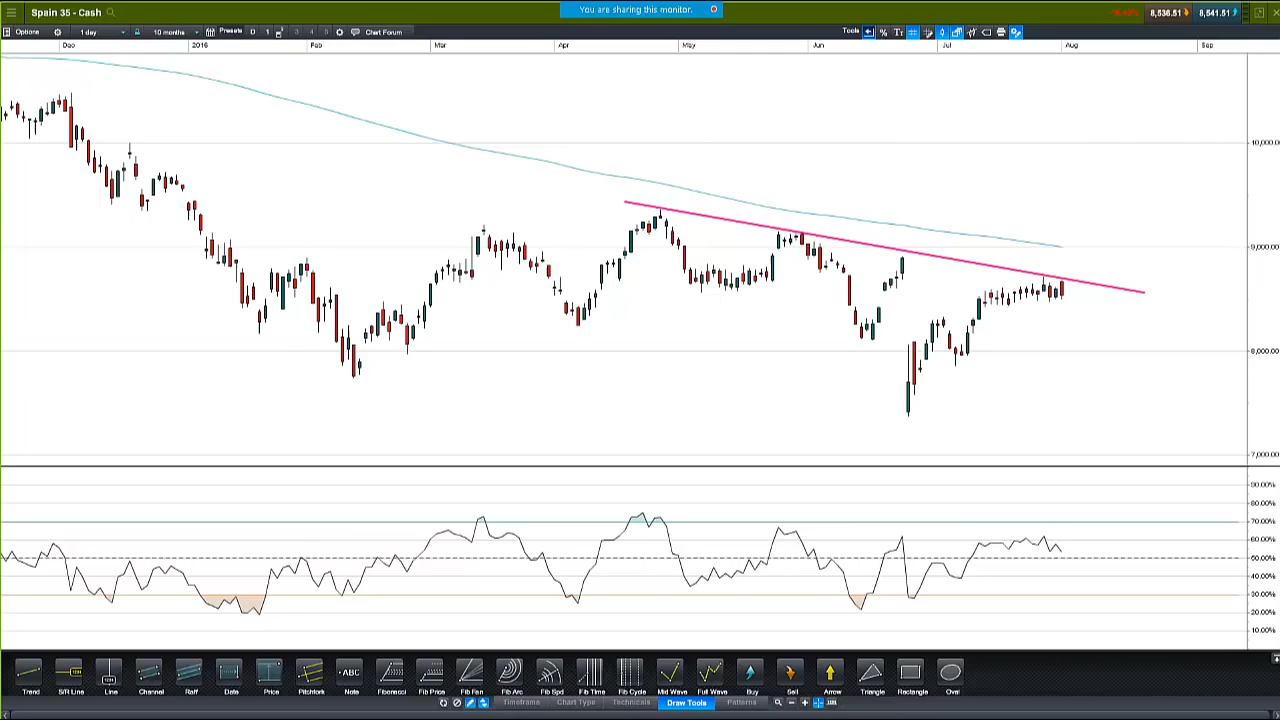 You are sharing this monitor.
Spain 35 - Cash
8,536.51 8,541.51
Options 1 day 10 months Presets D 1 3 4 5 Chart Forum Tools
Dec 2016 Feb Mar Apr May Jun Jul Aug Sep
10,000.0
9,000.00
8,000.00
7,000.00
90.00%
80.00%
70.00%
60.00%
50.00%
40.00%
30.00%
20.00%
10.00%
ABC
Trend S/R Line Line Channel Raff Date Price Pitchfork Note Fibonacci Fib Price Fib Fan Fib Arc Fib Spd Fib Time Fib Cycle Mid Wave Full Wave Buy Sell Arrow Triangle Rectangle Oval
Timeframe Chart Type Technicals Draw Tools Patterns